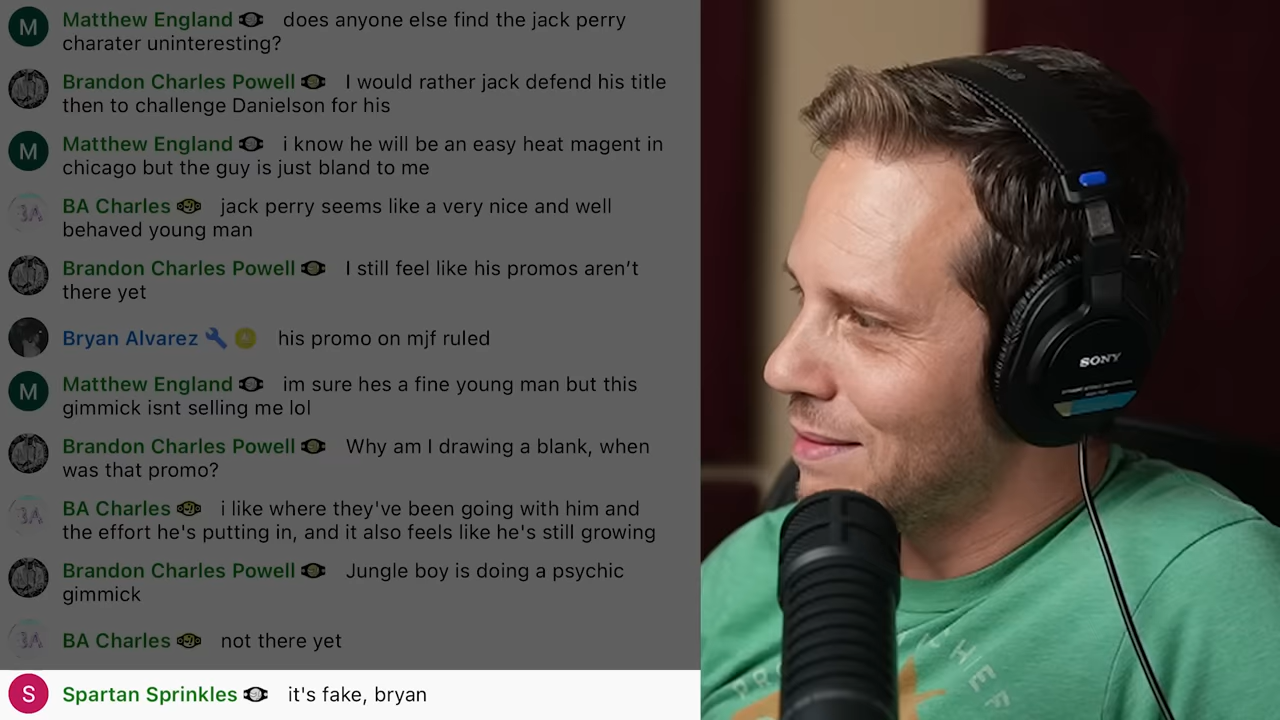 Matthew England does anyone else find the jack perry
charater uninteresting?
Brandon Charles Powell I would rather jack defend his title
then to challenge Danielson for his
Matthew England i know he will be an easy heat magent in
chicago but the guy is just bland to me
BA Charles jack perry seems like a very nice and well
behaved young man
Brandon Charles Powell I still feel like his promos aren’t
there yet
Bryan Alvarez his promo on mjf ruled
Matthew England im sure hes a fine young man but this
gimmick isnt selling me lol
Brandon Charles Powell Why am I drawing a blank, when
was that promo?
BA Charles i like where they've been going with him and
the effort he's putting in, and it also feels like he's still growing
Brandon Charles Powell Jungle boy is doing a psychic
gimmick
BA Charles not there yet
Spartan Sprinkles it's fake, bryan
M
M
M
S
SONY